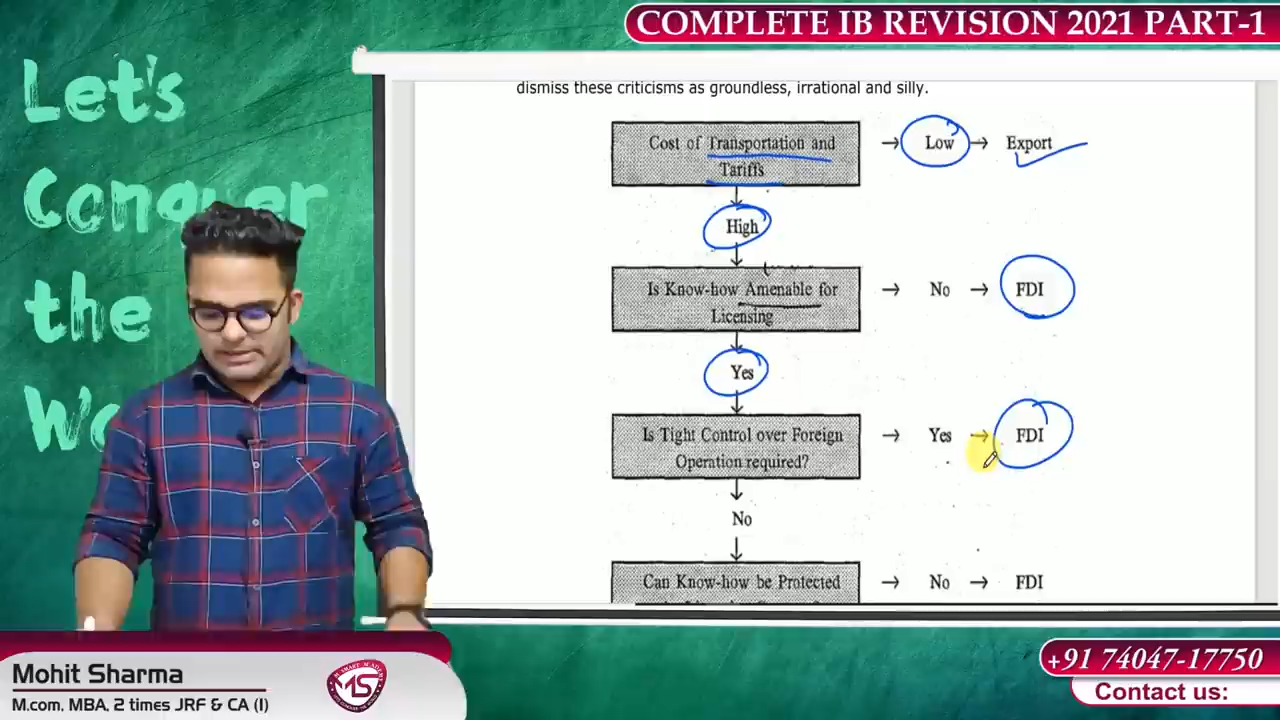 COMPLETE IB REVISION 2021 PART-1
Let's
Conquer
the
dismiss these criticisms as groundless, irrational and silly.
Cost of Transportation and → Low → Export
Tariffs
High
Is Know-how Amenable for → No → FDI
Licensing
Yes
Is Tight Control over Foreign → Yes → FDI
Operation required?
No
Can Know-how be Protected → No → FDI
Mohit Sharma
M.com, MBA, 2 times JRF & CA (I)
MS
+91 74047-17750
Contact us: